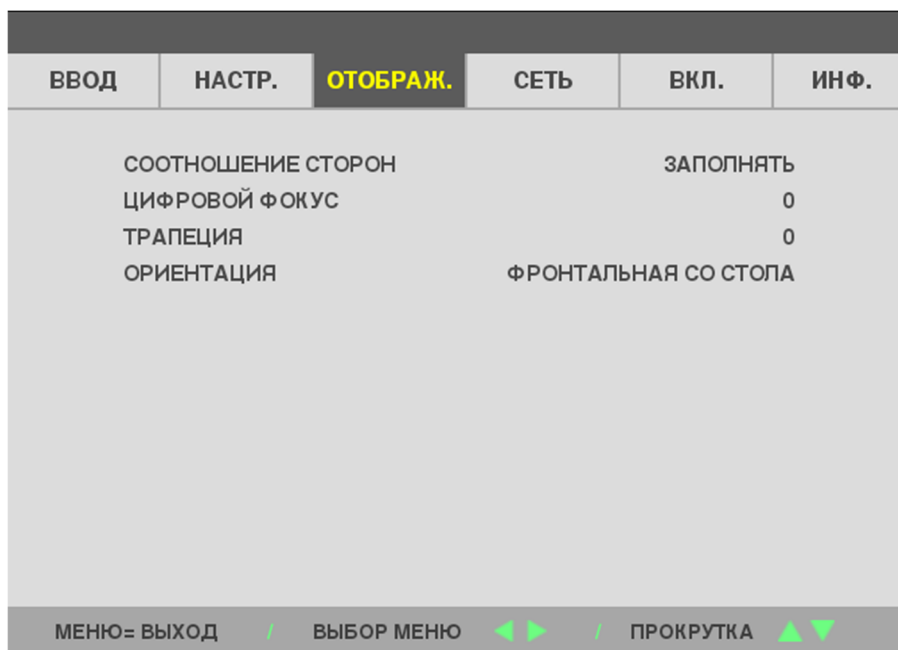 ВВОД НАСТР. ОТОБРАЖ. СЕТЬ ВКЛ. ИНФ.
СООТНОШЕНИЕ СТОРОН ЗАПОЛНЯТЬ
ЦИФРОВОЙ ФОКУС 0
ТРАПЕЦИЯ 0
ОРИЕНТАЦИЯ ФРОНТАЛЬНАЯ СО СТОЛА
МЕНЮ= ВЫХОД / ВЫБОР МЕНЮ ◀ ▶ / ПРОКРУТКА ▲ ▼